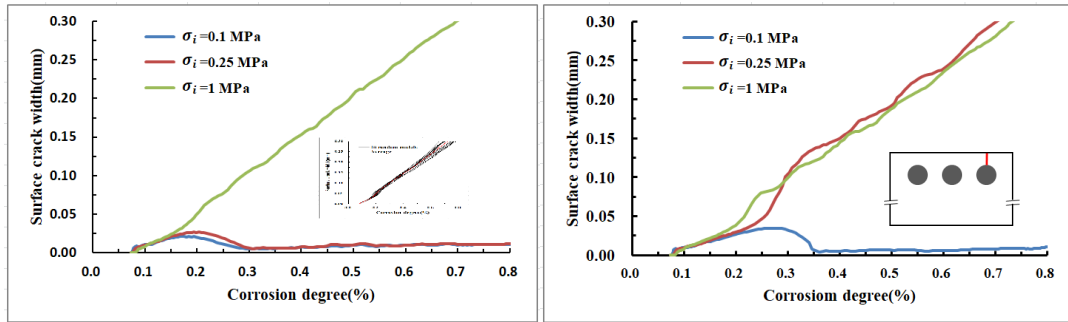 0.30
0.25
0.20
0.15
0.10
0.05
0.00
Surface crack width(mm)
σi =0.1 MPa
σi =0.25 MPa
σi =1 MPa
Average
Corrosion degree(%)
0.0 0.1 0.2 0.3 0.4 0.5 0.6 0.7 0.8
Corrosion degree(%)
0.30
0.25
0.20
0.15
0.10
0.05
0.00
Surface crack width(mm)
σi =0.1 MPa
σi =0.25 MPa
σi =1 MPa
0.0 0.1 0.2 0.3 0.4 0.5 0.6 0.7 0.8
Corrosiom degree(%)